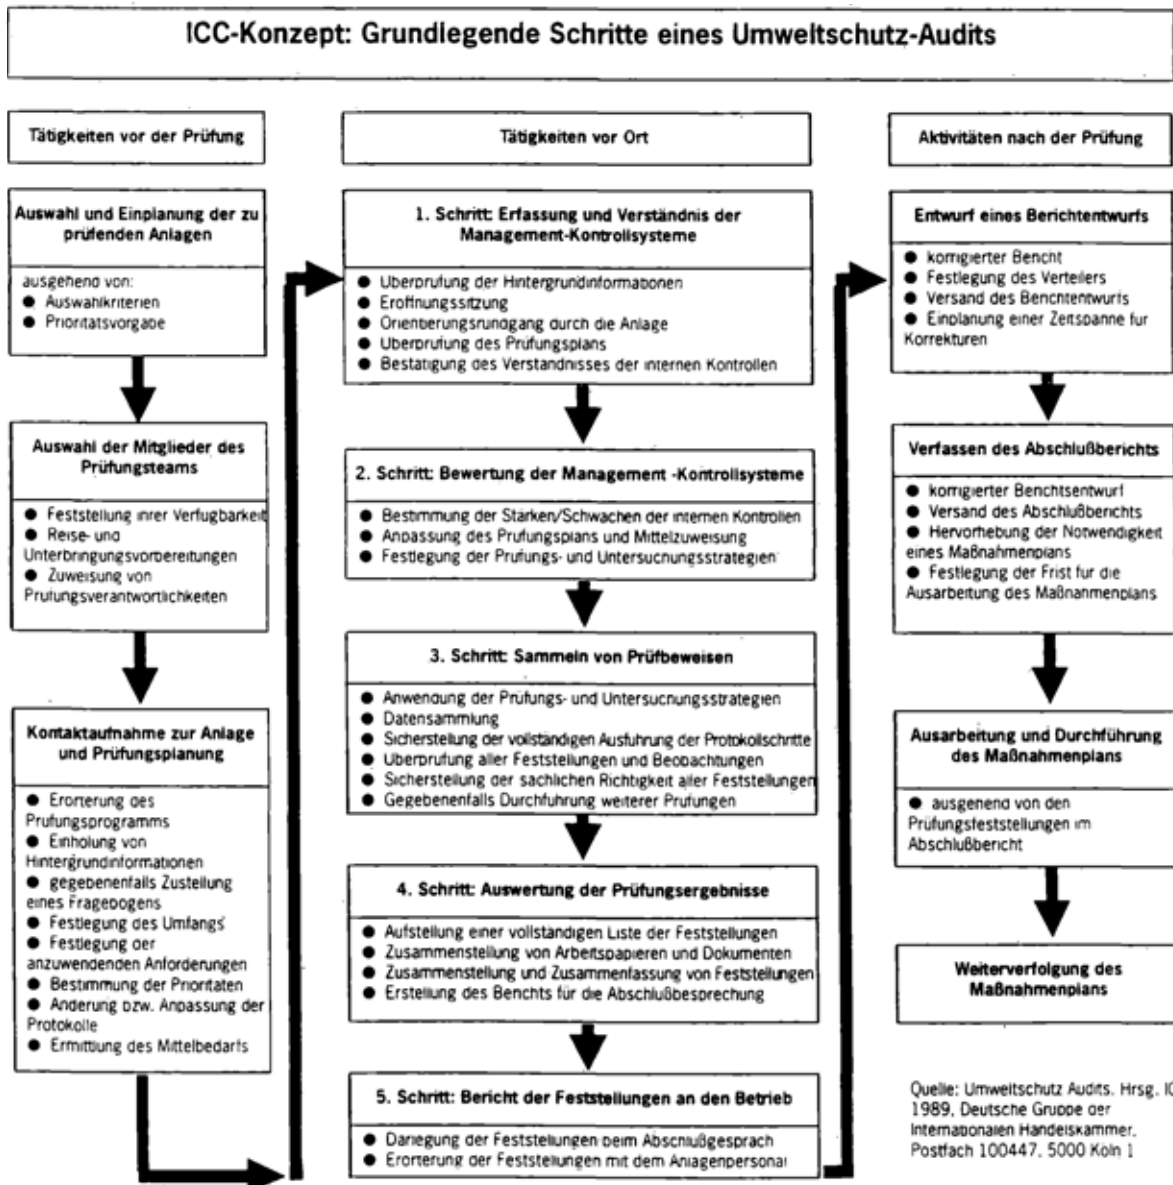 ICC-Konzept: Grundlegende Schritte eines Umweltschutz-Audits
Tätigkeiten vor der Prüfung
Auswahl und Einplanung der zu
prüfenden Anlagen
ausgehend von:
● Auswahlkriterien
● Prioritätsvorgabe
Auswahl der Mitglieder des
Prüfungsteams
● Feststellung ihrer Verfügbarkeit
● Reise- und
Unterbringungsvorbereitungen
● Zuweisung von
Prüfungsverantwortlichkeiten
Kontaktaufnahme zur Anlage
und Prüfungsplanung
● Erörterung des
Prüfungsprogramms
● Einholung von
Hintergrundinformationen
● gegebenenfalls Zustellung
eines Fragebogens
● Festlegung des Umfangs
● Festlegung der
anzuwendenden Anforderungen
● Bestimmung der Prioritäten
● Änderung bzw. Anpassung der
Protokolle
● Ermittlung des Mittelbedarfs
Tätigkeiten vor Ort
1. Schritt: Erfassung und Verständnis der
Management-Kontrollsysteme
● Überprüfung der Hintergrundinformationen
● Eröffnungssitzung
● Orientierungsrundgang durch die Anlage
● Überprüfung des Prüfungsplans
● Bestätigung des Verständnisses der internen Kontrollen
2. Schritt: Bewertung der Management -Kontrollsysteme
● Bestimmung der Stärken/Schwächen der internen Kontrollen
● Anpassung des Prüfungsplans und Mittelzuweisung
● Festlegung der Prüfungs- und Untersuchungsstrategien
3. Schritt: Sammeln von Prüfbeweisen
● Anwendung der Prüfungs- und Untersuchungsstrategien
● Datensammlung
● Sicherstellung der vollständigen Ausführung der Protokollschritte
● Überprüfung aller Feststellungen und Beobachtungen
● Sicherstellung der sachlichen Richtigkeit aller Feststellungen
● Gegebenenfalls Durchführung weiterer Prüfungen
4. Schritt: Auswertung der Prüfungsergebnisse
● Aufstellung einer vollständigen Liste der Feststellungen
● Zusammenstellung von Arbeitspapieren und Dokumenten
● Zusammenstellung und Zusammenfassung von Feststellungen
● Erstellung des Berichts für die Abschlußbesprechung
5. Schritt: Bericht der Feststellungen an den Betrieb
● Darlegung der Feststellungen beim Abschlußgespräch
● Erörterung der Feststellungen mit dem Anlagenpersonal
Aktivitäten nach der Prüfung
Entwurf eines Berichtentwurfs
● korrigierter Bericht
● Festlegung des Verteilers
● Versand des Berichtentwurfs
● Einplanung einer Zeitspanne für
Korrekturen
Verfassen des Abschlußberichts
● korrigierter Berichtsentwurf
● Versand des Abschlußberichts
● Hervorhebung der Notwendigkeit
eines Maßnahmenplans
● Festlegung der Frist für die
Ausarbeitung des Maßnahmenplans
Ausarbeitung und Durchführung
des Maßnahmenplans
● ausgehend von den
Prüfungsfeststellungen im
Abschlußbericht
Weiterverfolgung des
Maßnahmenplans
Quelle: Umweltschutz Audits. Hrsg.
1989, Deutsche Gruppe der
Internationalen Handelskammer.
Postfach 100447. 5000 Köln 1